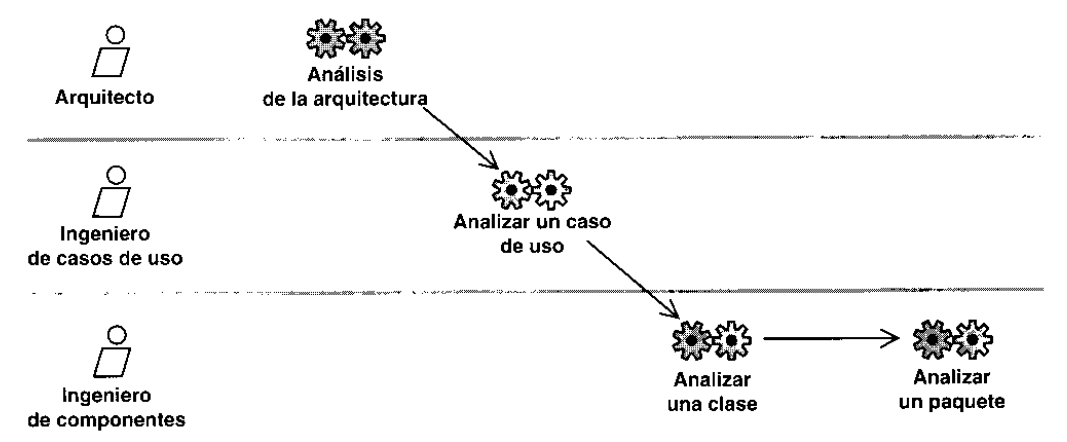 Arquitecto
Análisis
de la arquitectura
Ingeniero
de casos de uso
Analizar un caso
de uso
Ingeniero
de componentes
Analizar
una clase
Analizar
un paquete